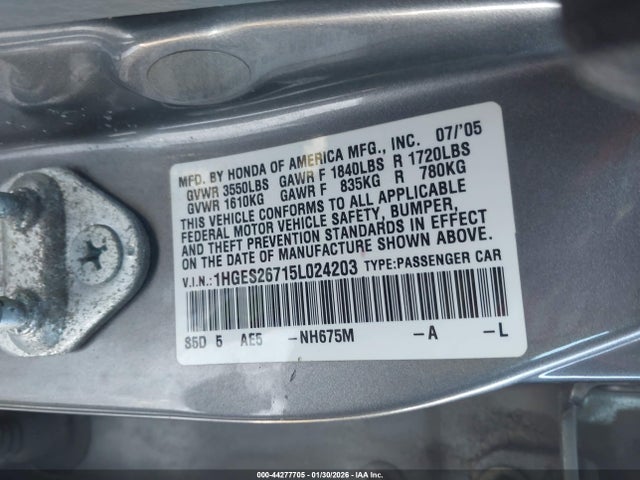 MFD. BY HONDA OF AMERICA MFG., INC. 07/'05
GVWR 3550LBS GAWR F 1840LBS R 1720LBS
GVWR 1610KG GAWR F 835KG R 780KG
THIS VEHICLE CONFORMS TO ALL APPLICABLE
FEDERAL MOTOR VEHICLE SAFETY, BUMPER,
AND THEFT PREVENTION STANDARDS IN EFFECT
ON THE DATE OF MANUFACTURE SHOWN ABOVE.
V.I.N.:1HGES26715L024203 TYPE:PASSENGER CAR
S5D 5 AE5 -NH675M -A -L
000-44277705 - 01/30/2026 - IAA Inc.